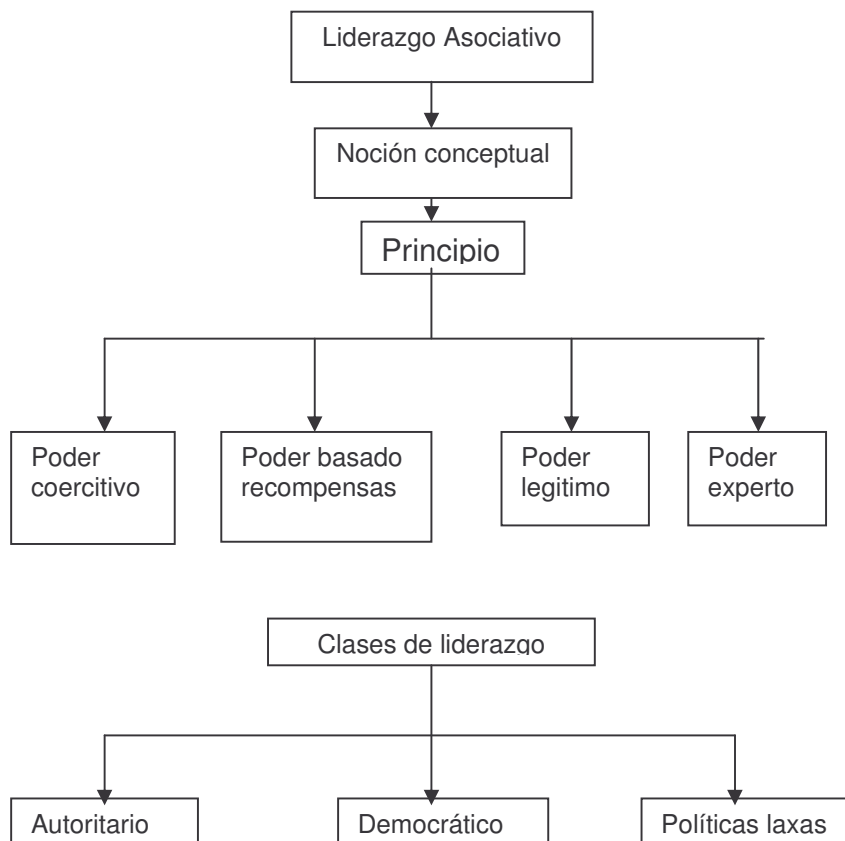 Liderazgo Asociativo
Noción conceptual
Principio
Poder
coercitivo
Poder basado
recompensas
Poder
legitimo
Poder
experto
Clases de liderazgo
Autoritario
Democrático
Políticas laxas